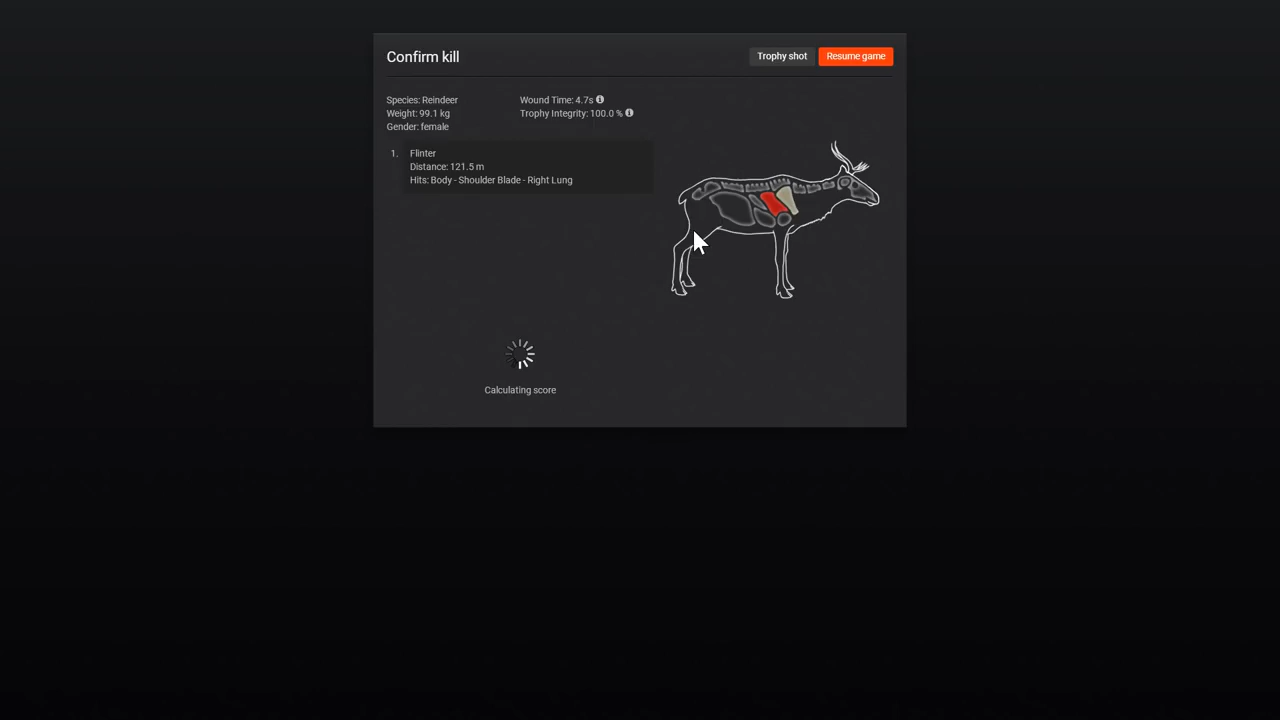 Confirm kill
Trophy shot
Resume game
Species: Reindeer
Wound Time: 4.7s
Weight: 99.1 kg
Trophy Integrity: 100.0 %
Gender: female
1. Flinter
Distance: 121.5 m
Hits: Body - Shoulder Blade - Right Lung
Calculating score